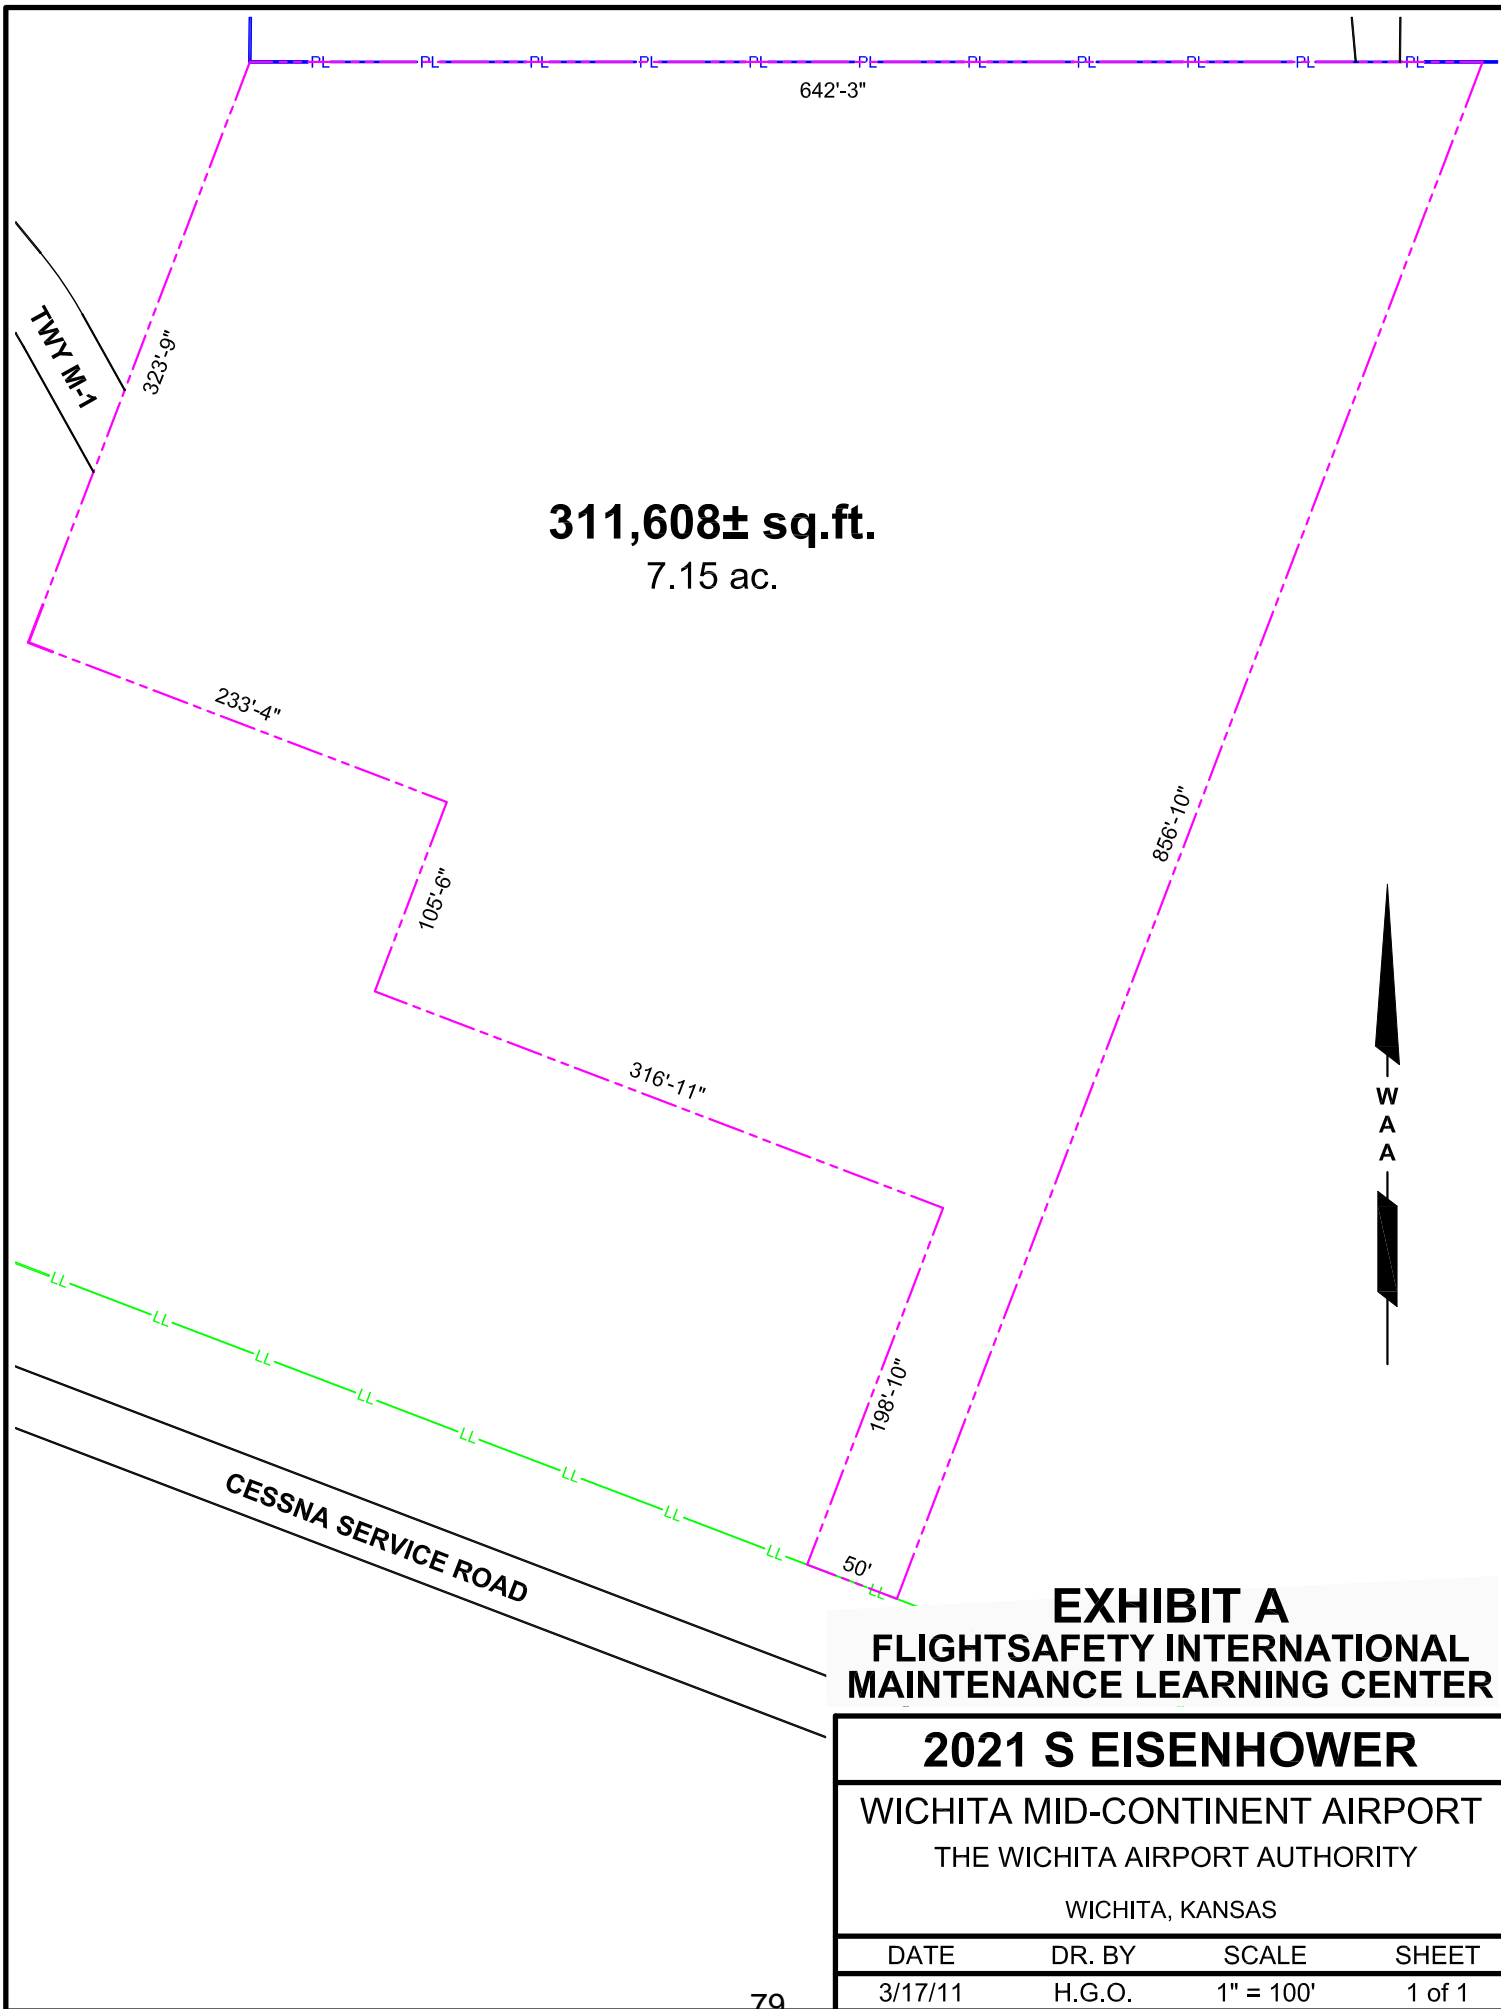 PL PL PL PL PL PL PL PL PL PL PL
642'-3"
TWY M-1
323'-9"
311,608± sq.ft.
7.15 ac.
233'-4"
856'-10"
105'-6"
316'-11"
W
A
A
198'-10"
LL LL LL LL LL LL LL LL LL
50'
CESSNA SERVICE ROAD
EXHIBIT A
FLIGHTSAFETY INTERNATIONAL
MAINTENANCE LEARNING CENTER
2021 S EISENHOWER
WICHITA MID-CONTINENT AIRPORT
THE WICHITA AIRPORT AUTHORITY
WICHITA, KANSAS
DATE DR. BY SCALE SHEET
3/17/11 H.G.O. 1" = 100' 1 of 1
79